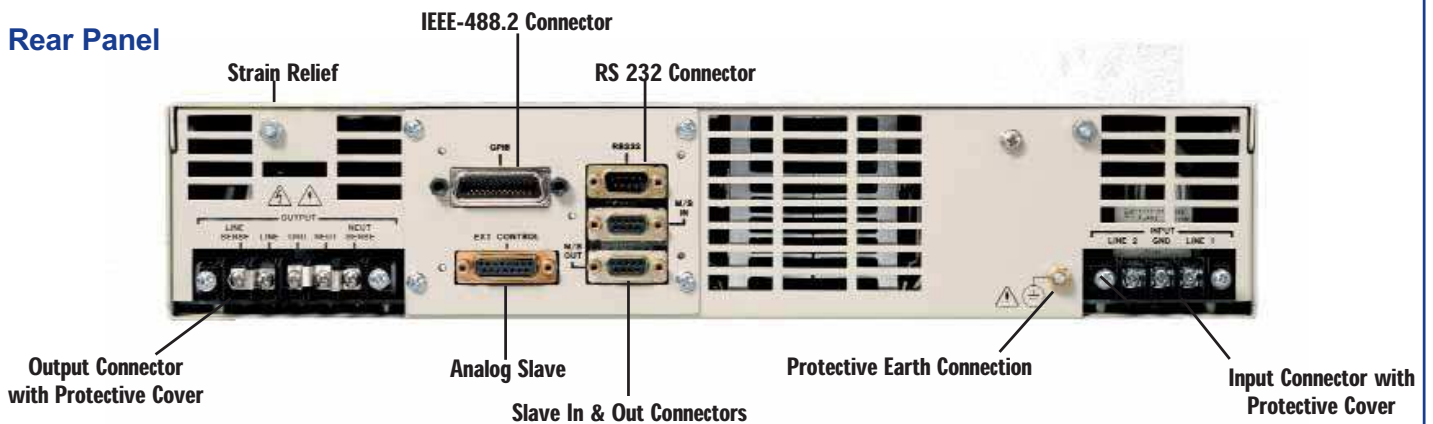 Rear Panel
IEEE-488.2 Connector
Strain Relief
RS 232 Connector
GPIB
RS232
M/S
IN
OUTPUT
LINE
SENSE
LINE
GND
NEUT
NEUT
SENSE
EXT CONTROL
M/S
OUT
INPUT
LINE 2
GND
LINE 1
Output Connector
with Protective Cover
Analog Slave
Slave In & Out Connectors
Protective Earth Connection
Input Connector with
Protective Cover